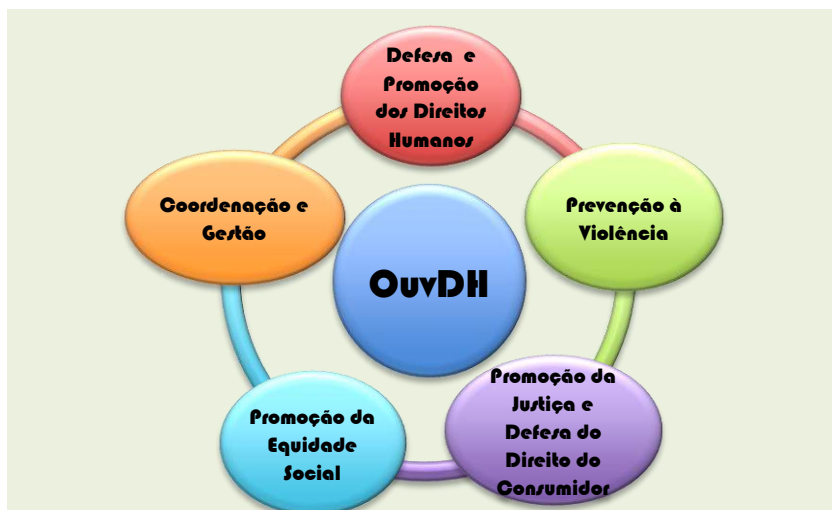 Defesa e
Promoção
dos Direitos
Humanos
Coordenação e
Gestão
Prevenção à
Violência
OuvDH
Promoção da
Equidade
Social
Promoção da
Justiça e
Defesa do
Direito do
Consumidor